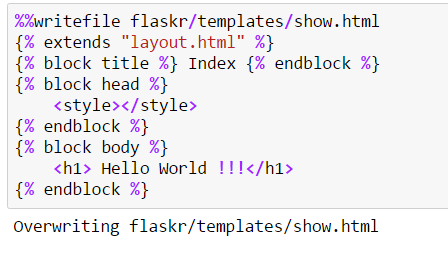 %%writefile flaskr/templates/show.html
{% extends "layout.html" %}
{% block title %} Index {% endblock %}
{% block head %}
    <style></style>
{% endblock %}
{% block body %}
    <h1> Hello World !!!</h1>
{% endblock %}
Overwriting flaskr/templates/show.html